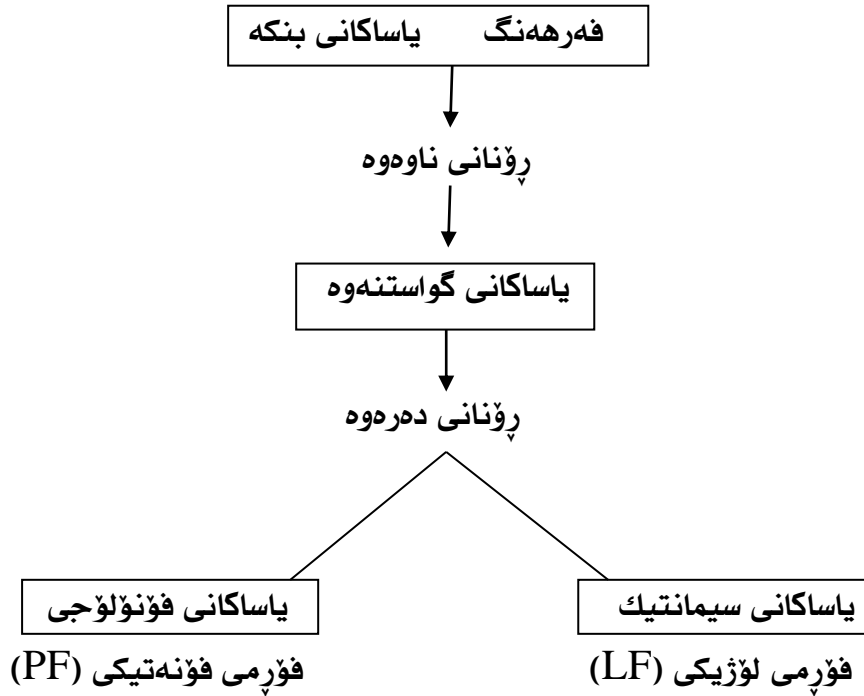 فەرهەنگ یاساکانی بنکە
ڕۆنانی ناوەوە
یاساکانی گواستنەوە
ڕۆنانی دەرەوە
یاساکانی سیمانتیك یاساکانی فۆنۆلۆجی
فۆڕمی لۆژیکی (LF) فۆڕمی فۆنەتیکی (PF)